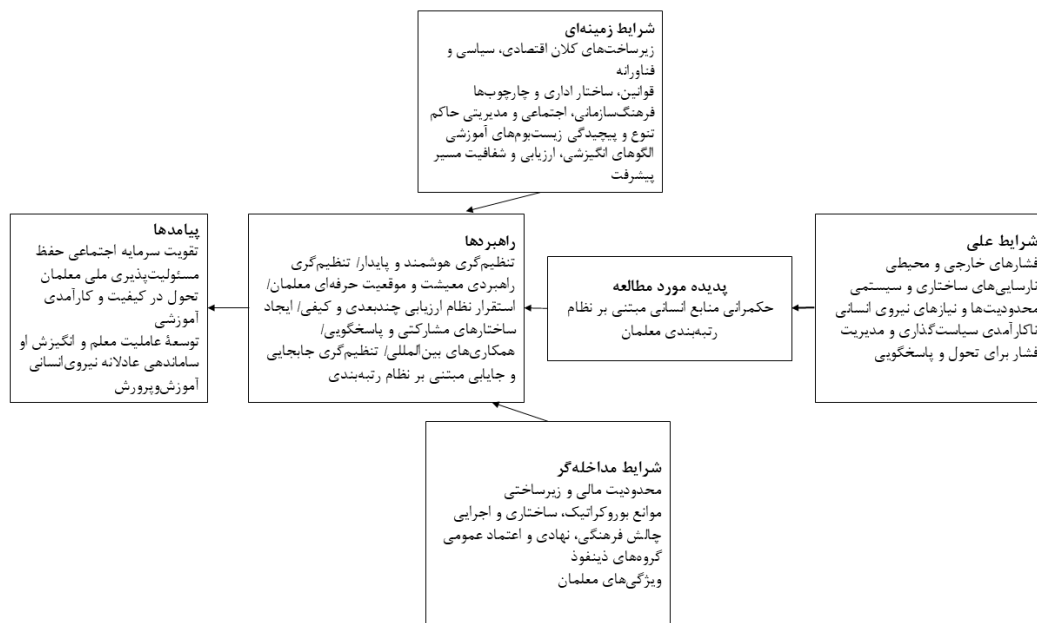 شرایط زمینه‌ای
زیرساخت‌های کلان اقتصادی، سیاسی و
فناورانه
قوانین، ساختار اداری و چارچوب‌ها
فرهنگ‌سازمانی، اجتماعی و مدیریتی حاکم
تنوع و پیچیدگی زیست‌بوم‌های آموزشی
الگوهای انگیزشی، ارزیابی و شفافیت مسیر
پیشرفت
شرایط علی
فشارهای خارجی و محیطی
نارسایی‌های ساختاری و سیستمی
محدودیت‌ها و نیازهای نیروی انسانی
ناکارآمدی سیاست‌گذاری و مدیریت
فشار برای تحول و پاسخگویی
پدیده مورد مطالعه
حکمرانی منابع انسانی مبتنی بر نظام
رتبه‌بندی معلمان
راهبردها
تنظیم‌گری هوشمند و پایدار/ تنظیم‌گری
راهبردی معیشت و موقعیت حرفه‌ای معلمان/
استقرار نظام ارزیابی چندبعدی و کیفی/ ایجاد
ساختارهای مشارکتی و پاسخگویی/
همکاری‌های بین‌المللی/ تنظیم‌گری جابجایی
و جایابی مبتنی بر نظام رتبه‌بندی
پیامدها
تقویت سرمایه اجتماعی حفظ
مسئولیت‌پذیری ملی معلمان
تحول در کیفیت و کارآمدی
آموزشی
توسعهٔ عاملیت معلم و انگیزش او
ساماندهی عادلانه نیروی‌انسانی
آموزش‌وپرورش
شرایط مداخله‌گر
محدودیت مالی و زیرساختی
موانع بوروکراتیک، ساختاری و اجرایی
چالش فرهنگی، نهادی و اعتماد عمومی
گروه‌های ذینفوذ
ویژگی‌های معلمان